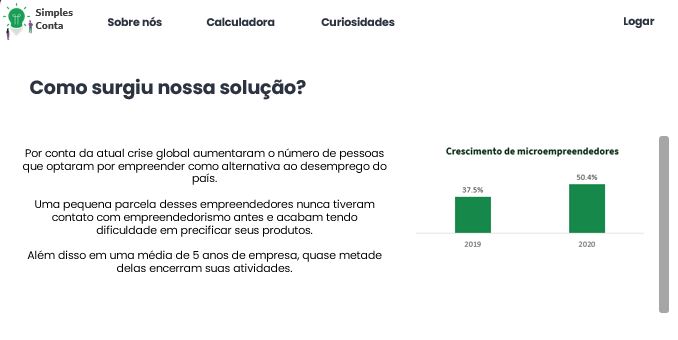 Simples
Conta
Sobre nós
Calculadora
Curiosidades
Logar
Como surgiu nossa solução?
Por conta da atual crise global aumentaram o número de pessoas
que optaram por empreender como alternativa ao desemprego do
país.
Uma pequena parcela desses empreendedores nunca tiveram
contato com empreendedorismo antes e acabam tendo
dificuldade em precificar seus produtos.
Além disso em uma média de 5 anos de empresa, quase metade
delas encerram suas atividades.
Crescimento de microempreendedores
37.5%
50.4%
2019
2020